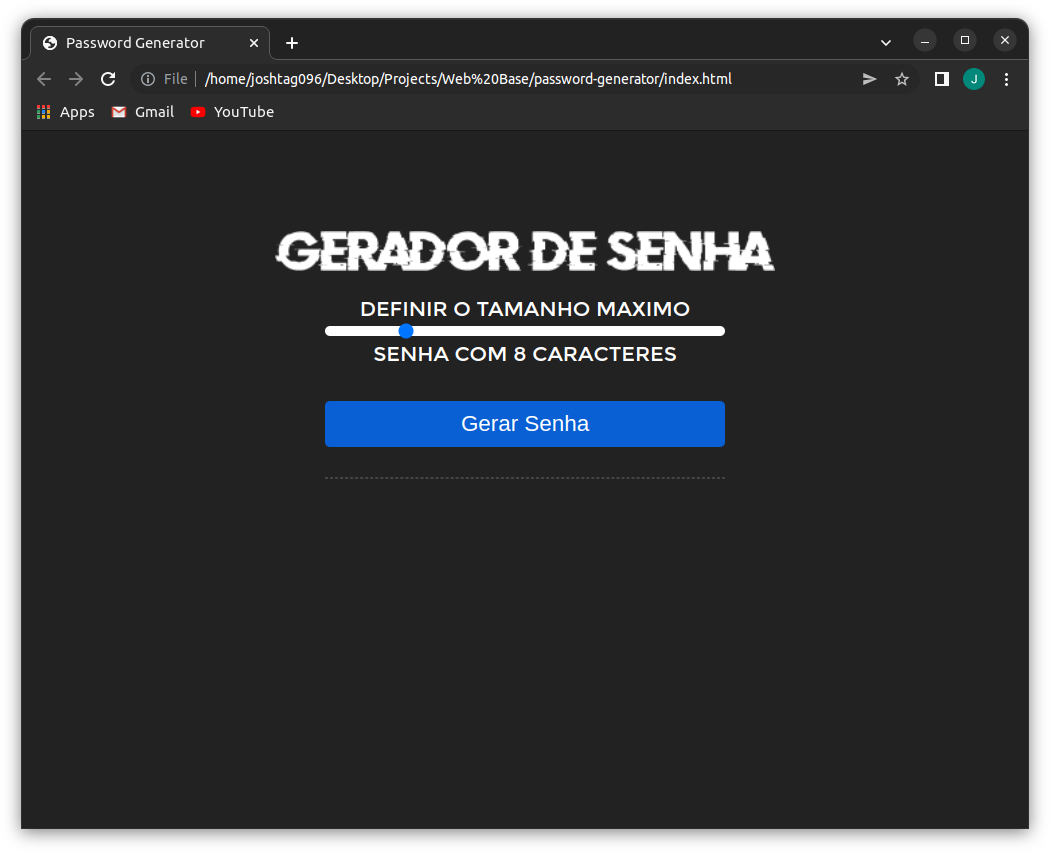 Password Generator
File /home/joshtag096/Desktop/Projects/Web%20Base/password-generator/index.html J
Apps Gmail YouTube
GERADOR DE SENHA
DEFINIR O TAMANHO MAXIMO
SENHA COM 8 CARACTERES
Gerar Senha